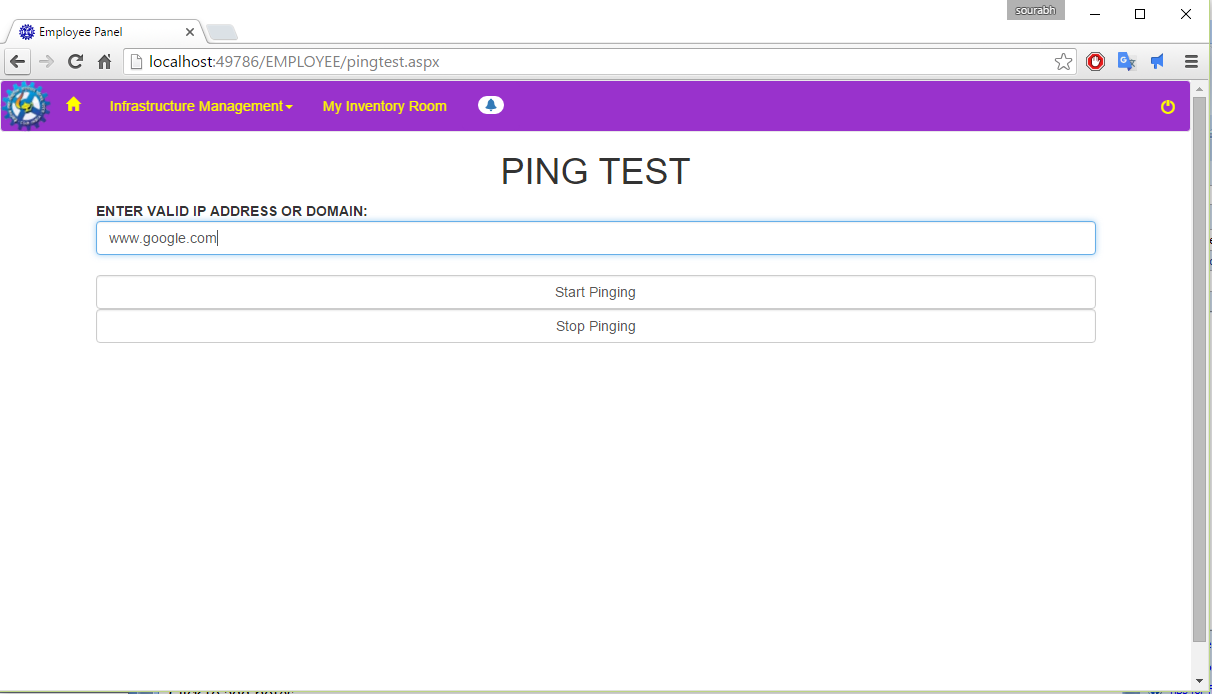 sourabh
Employee Panel
localhost:49786/EMPLOYEE/pingtest.aspx
Infrastructure Management
My Inventory Room
PING TEST
ENTER VALID IP ADDRESS OR DOMAIN:
www.google.com
Start Pinging
Stop Pinging